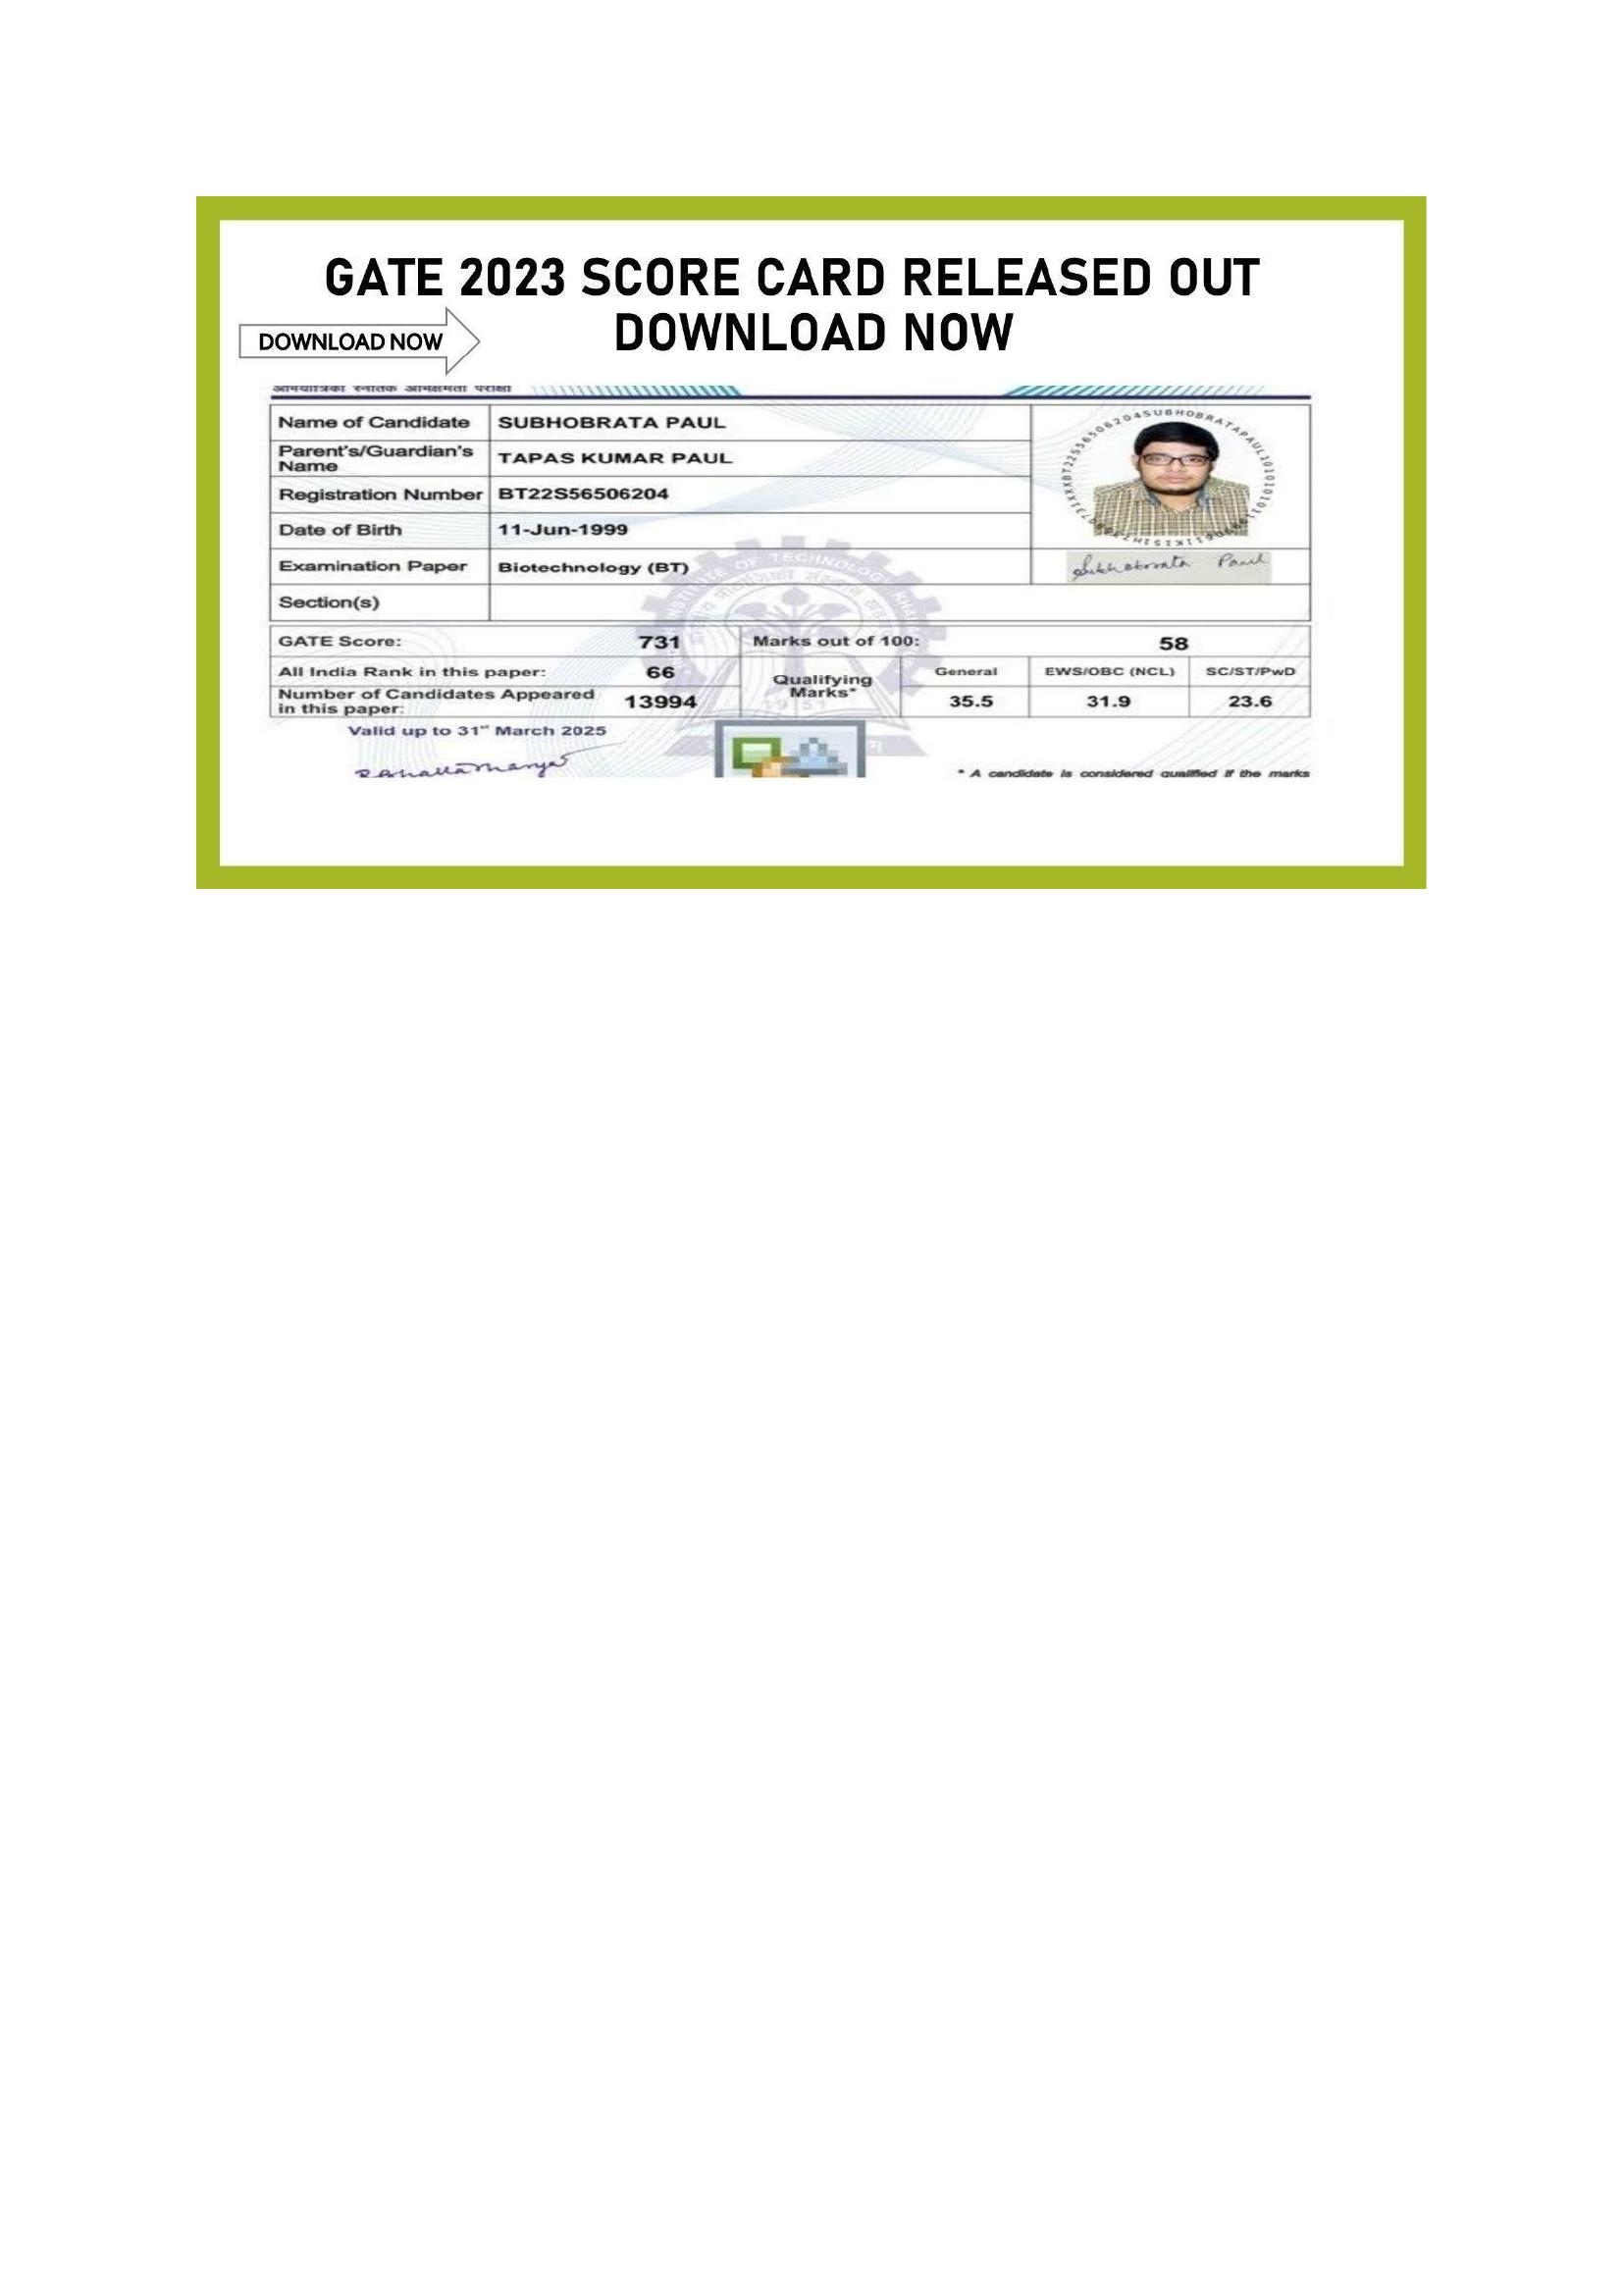 GATE 2023 SCORE CARD RELEASED OUT
DOWNLOAD NOW
DOWNLOAD NOW
अभियांत्रिकी स्नातक अभिक्षमता परीक्षा
Name of Candidate SUBHOBRATA PAUL
Parent's/Guardian's Name TAPAS KUMAR PAUL
Registration Number BT22S56506204
Date of Birth 11-Jun-1999
Examination Paper Biotechnology (BT)
Section(s)
Subhobrata Paul
GATE Score: 731 Marks out of 100: 58
All India Rank in this paper: 66
Qualifying Marks* General EWS/OBC (NCL) SC/ST/PwD
Number of Candidates Appeared in this paper: 13994 35.5 31.9 23.6
Valid up to 31st March 2025
* A candidate is considered qualified if the marks